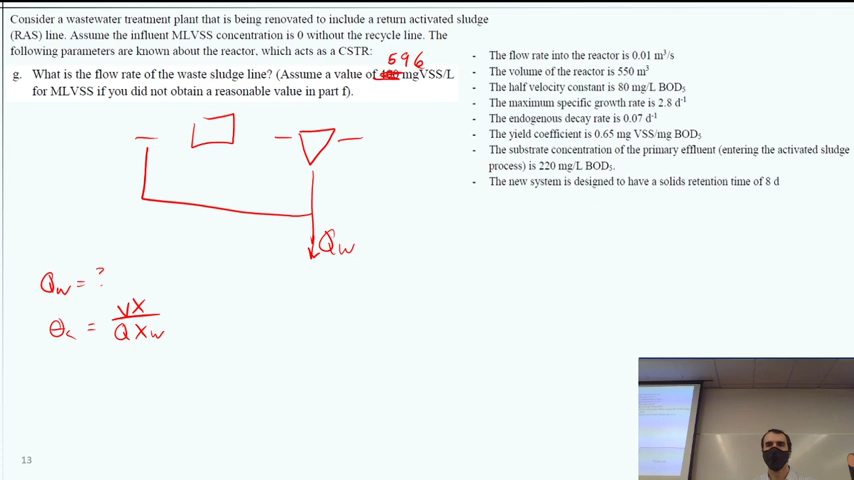 Consider a wastewater treatment plant that is being renovated to include a return activated sludge
(RAS) line. Assume the influent MLVSS concentration is 0 without the recycle line. The
following parameters are known about the reactor, which acts as a CSTR:
596
g. What is the flow rate of the waste sludge line? (Assume a value of mgVSS/L
for MLVSS if you did not obtain a reasonable value in part f).
- The flow rate into the reactor is 0.01 m³/s
- The volume of the reactor is 550 m³
- The half velocity constant is 80 mg/L BOD₅
- The maximum specific growth rate is 2.8 d⁻¹
- The endogenous decay rate is 0.07 d⁻¹
- The yield coefficient is 0.65 mg VSS/mg BOD₅
- The substrate concentration of the primary effluent (entering the activated sludge
process) is 220 mg/L BOD₅.
- The new system is designed to have a solids retention time of 8 d
Qw
Qw = ?
θc = VX / Q Xw
13